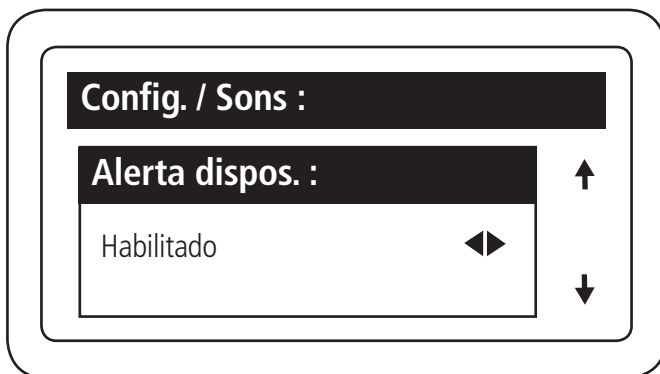 Config. / Sons :
Alerta dispos. :
Habilitado